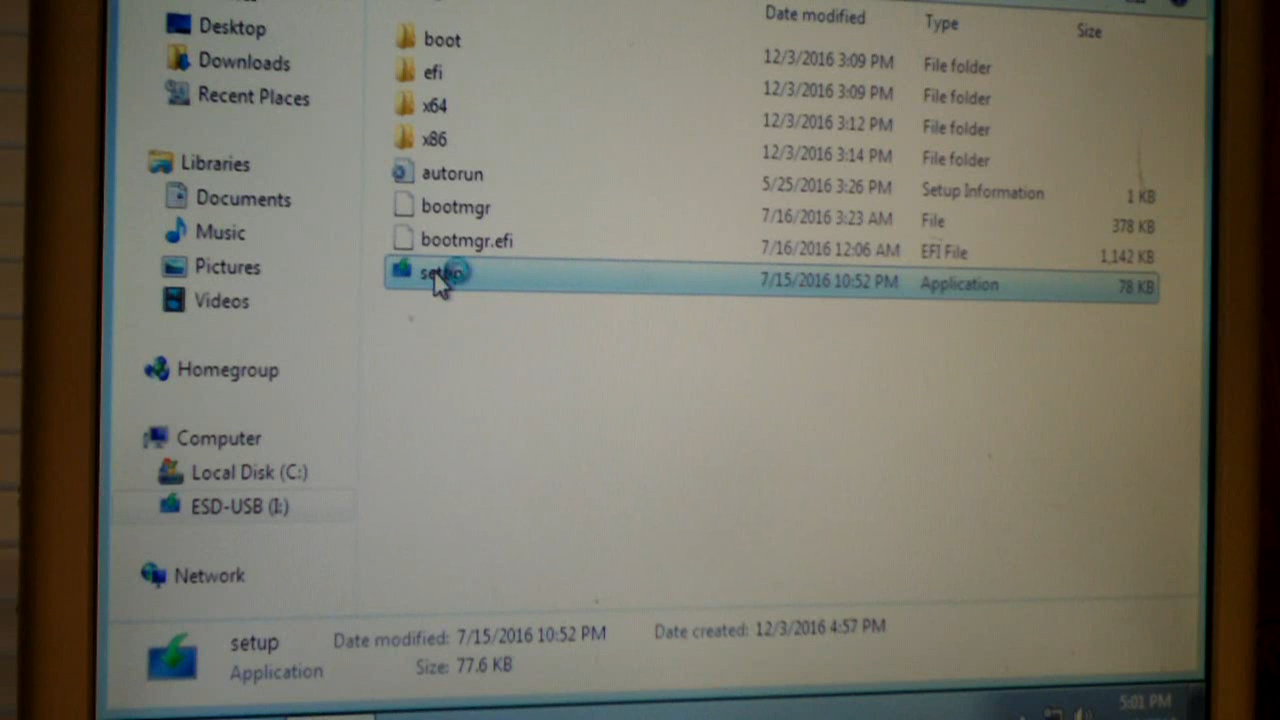 Date modified Type Size
Desktop
Downloads
Recent Places
Libraries
Documents
Music
Pictures
Videos
Homegroup
Computer
Local Disk (C:)
ESD-USB (I:)
Network
boot 12/3/2016 3:09 PM File folder
efi 12/3/2016 3:09 PM File folder
x64 12/3/2016 3:12 PM File folder
x86 12/3/2016 3:14 PM File folder
autorun 5/25/2016 3:26 PM Setup Information 1 KB
bootmgr 7/16/2016 3:23 AM File 378 KB
bootmgr.efi 7/16/2016 12:06 AM EFI File 1,142 KB
setup 7/15/2016 10:52 PM Application 78 KB
setup Date modified: 7/15/2016 10:52 PM Date created: 12/3/2016 4:57 PM
Application Size: 77.6 KB
5:01 PM